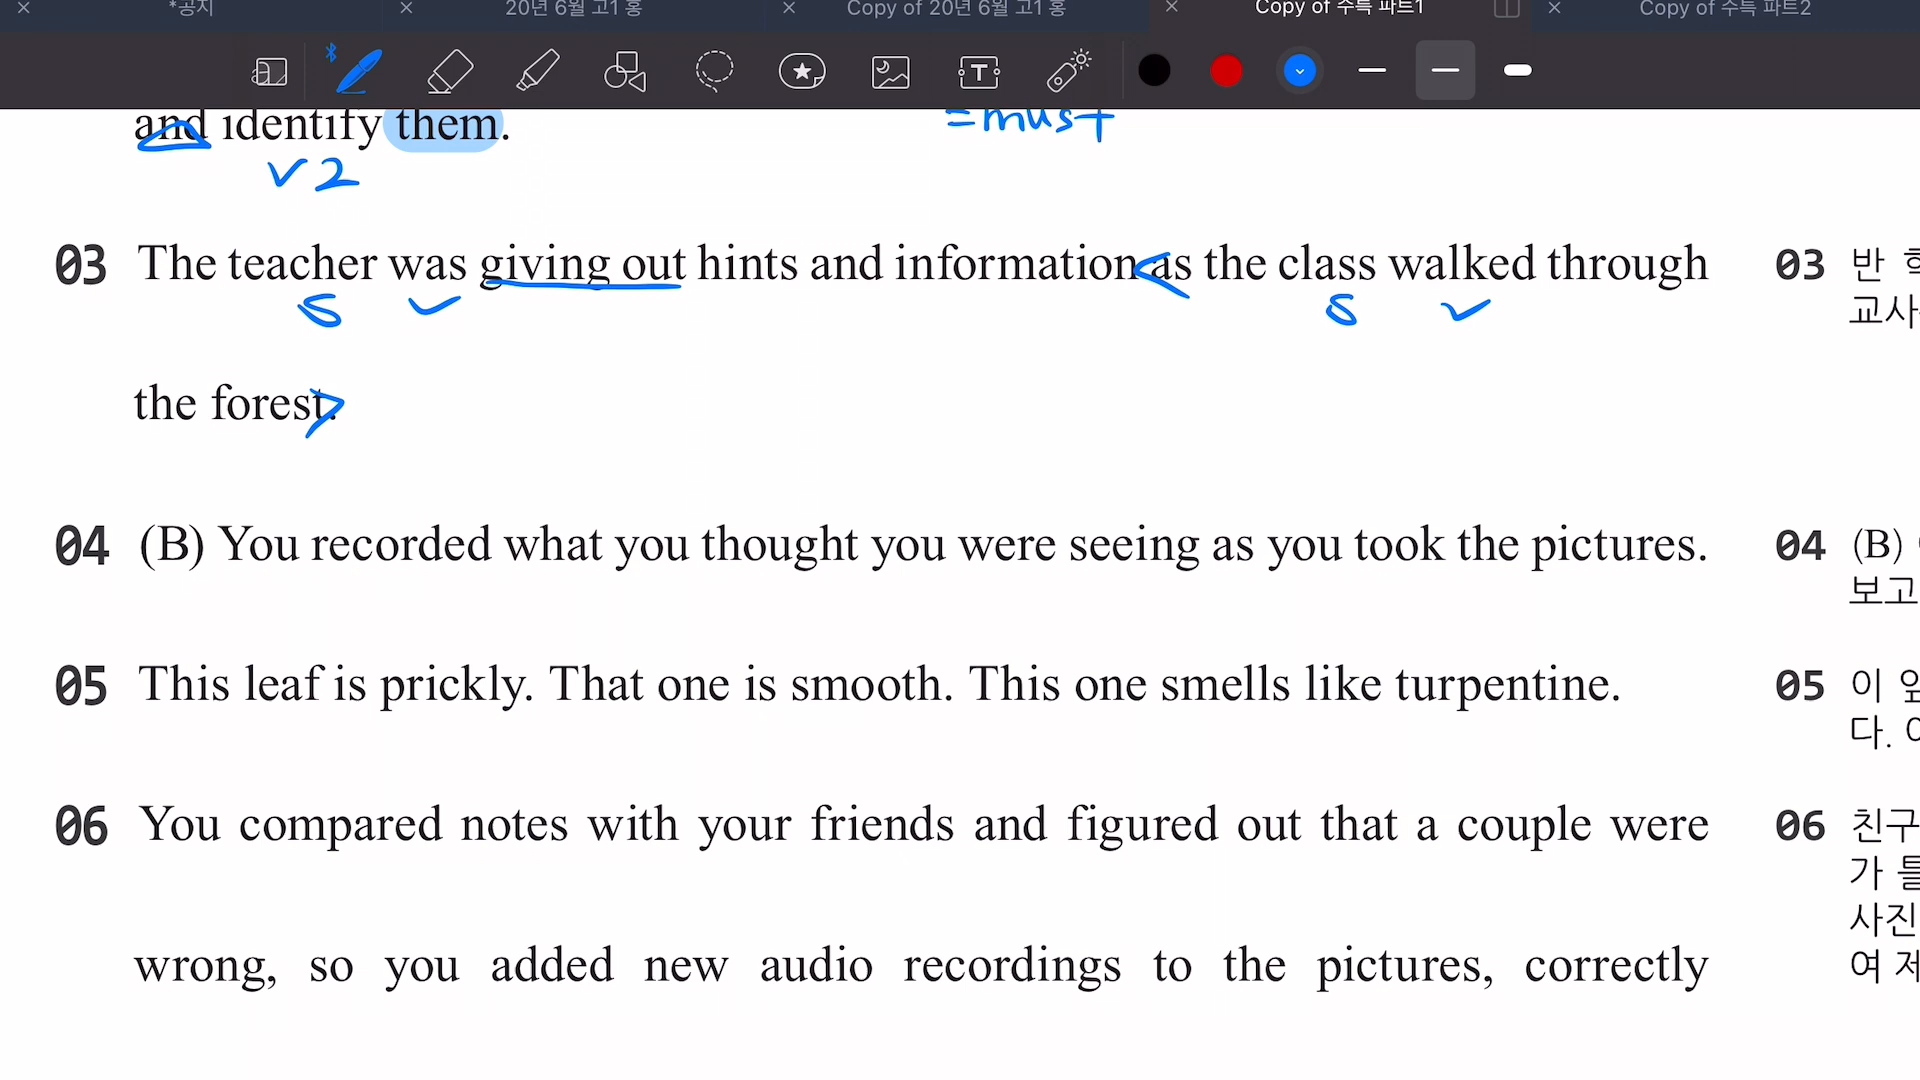 *공지
20년 6월 고1 홍
Copy of 20년 6월 고1 홍
Copy of 수특 파트1
Copy of 수특 파트2
and identify them.
=must
V2
03 The teacher was giving out hints and information <as the class walked through
S V S V
the forest.>
04 (B) You recorded what you thought you were seeing as you took the pictures.
05 This leaf is prickly. That one is smooth. This one smells like turpentine.
06 You compared notes with your friends and figured out that a couple were
wrong, so you added new audio recordings to the pictures, correctly
03 반
교사
04 (B)
보고
05 이
다.
06 친구
가
사진
여